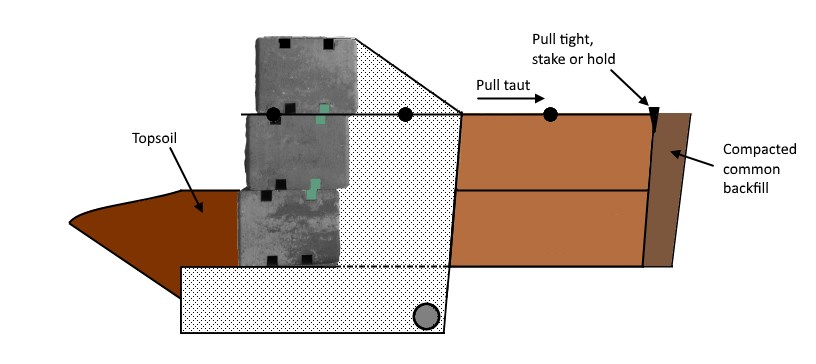 Pull tight,
stake or hold
Pull taut
Topsoil
Compacted
common
backfill